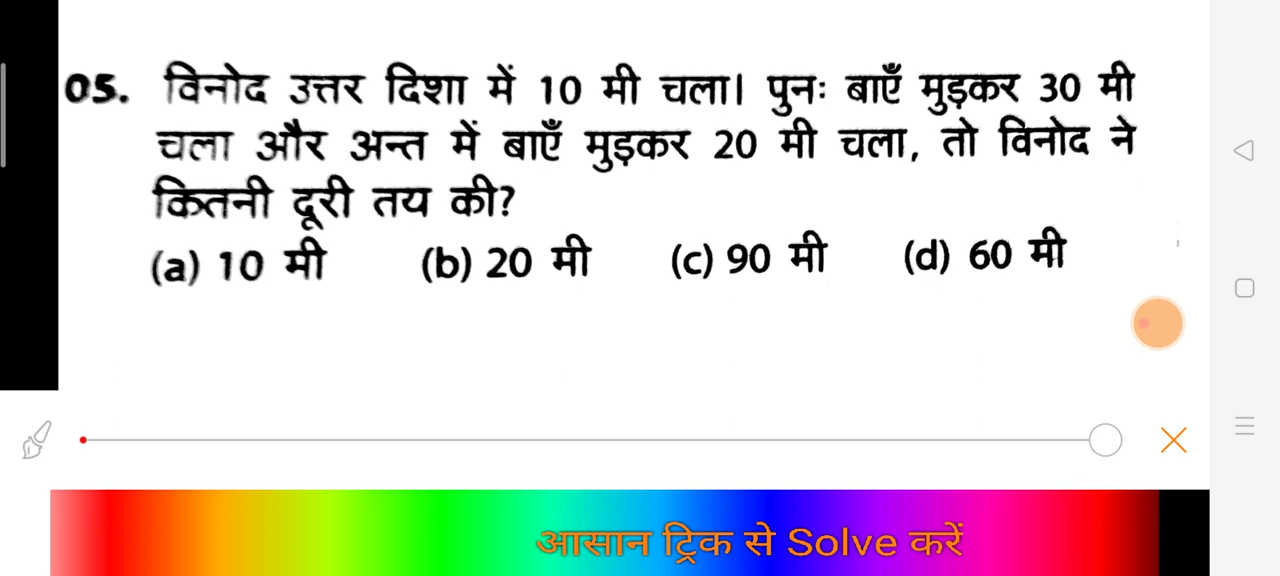 05. विनोद उत्तर दिशा में 10 मी चला। पुनः बाएँ मुड़कर 30 मी
चला और अन्त में बाएँ मुड़कर 20 मी चला, तो विनोद ने
कितनी दूरी तय की?
(a) 10 मी (b) 20 मी (c) 90 मी (d) 60 मी
आसान ट्रिक से Solve करें